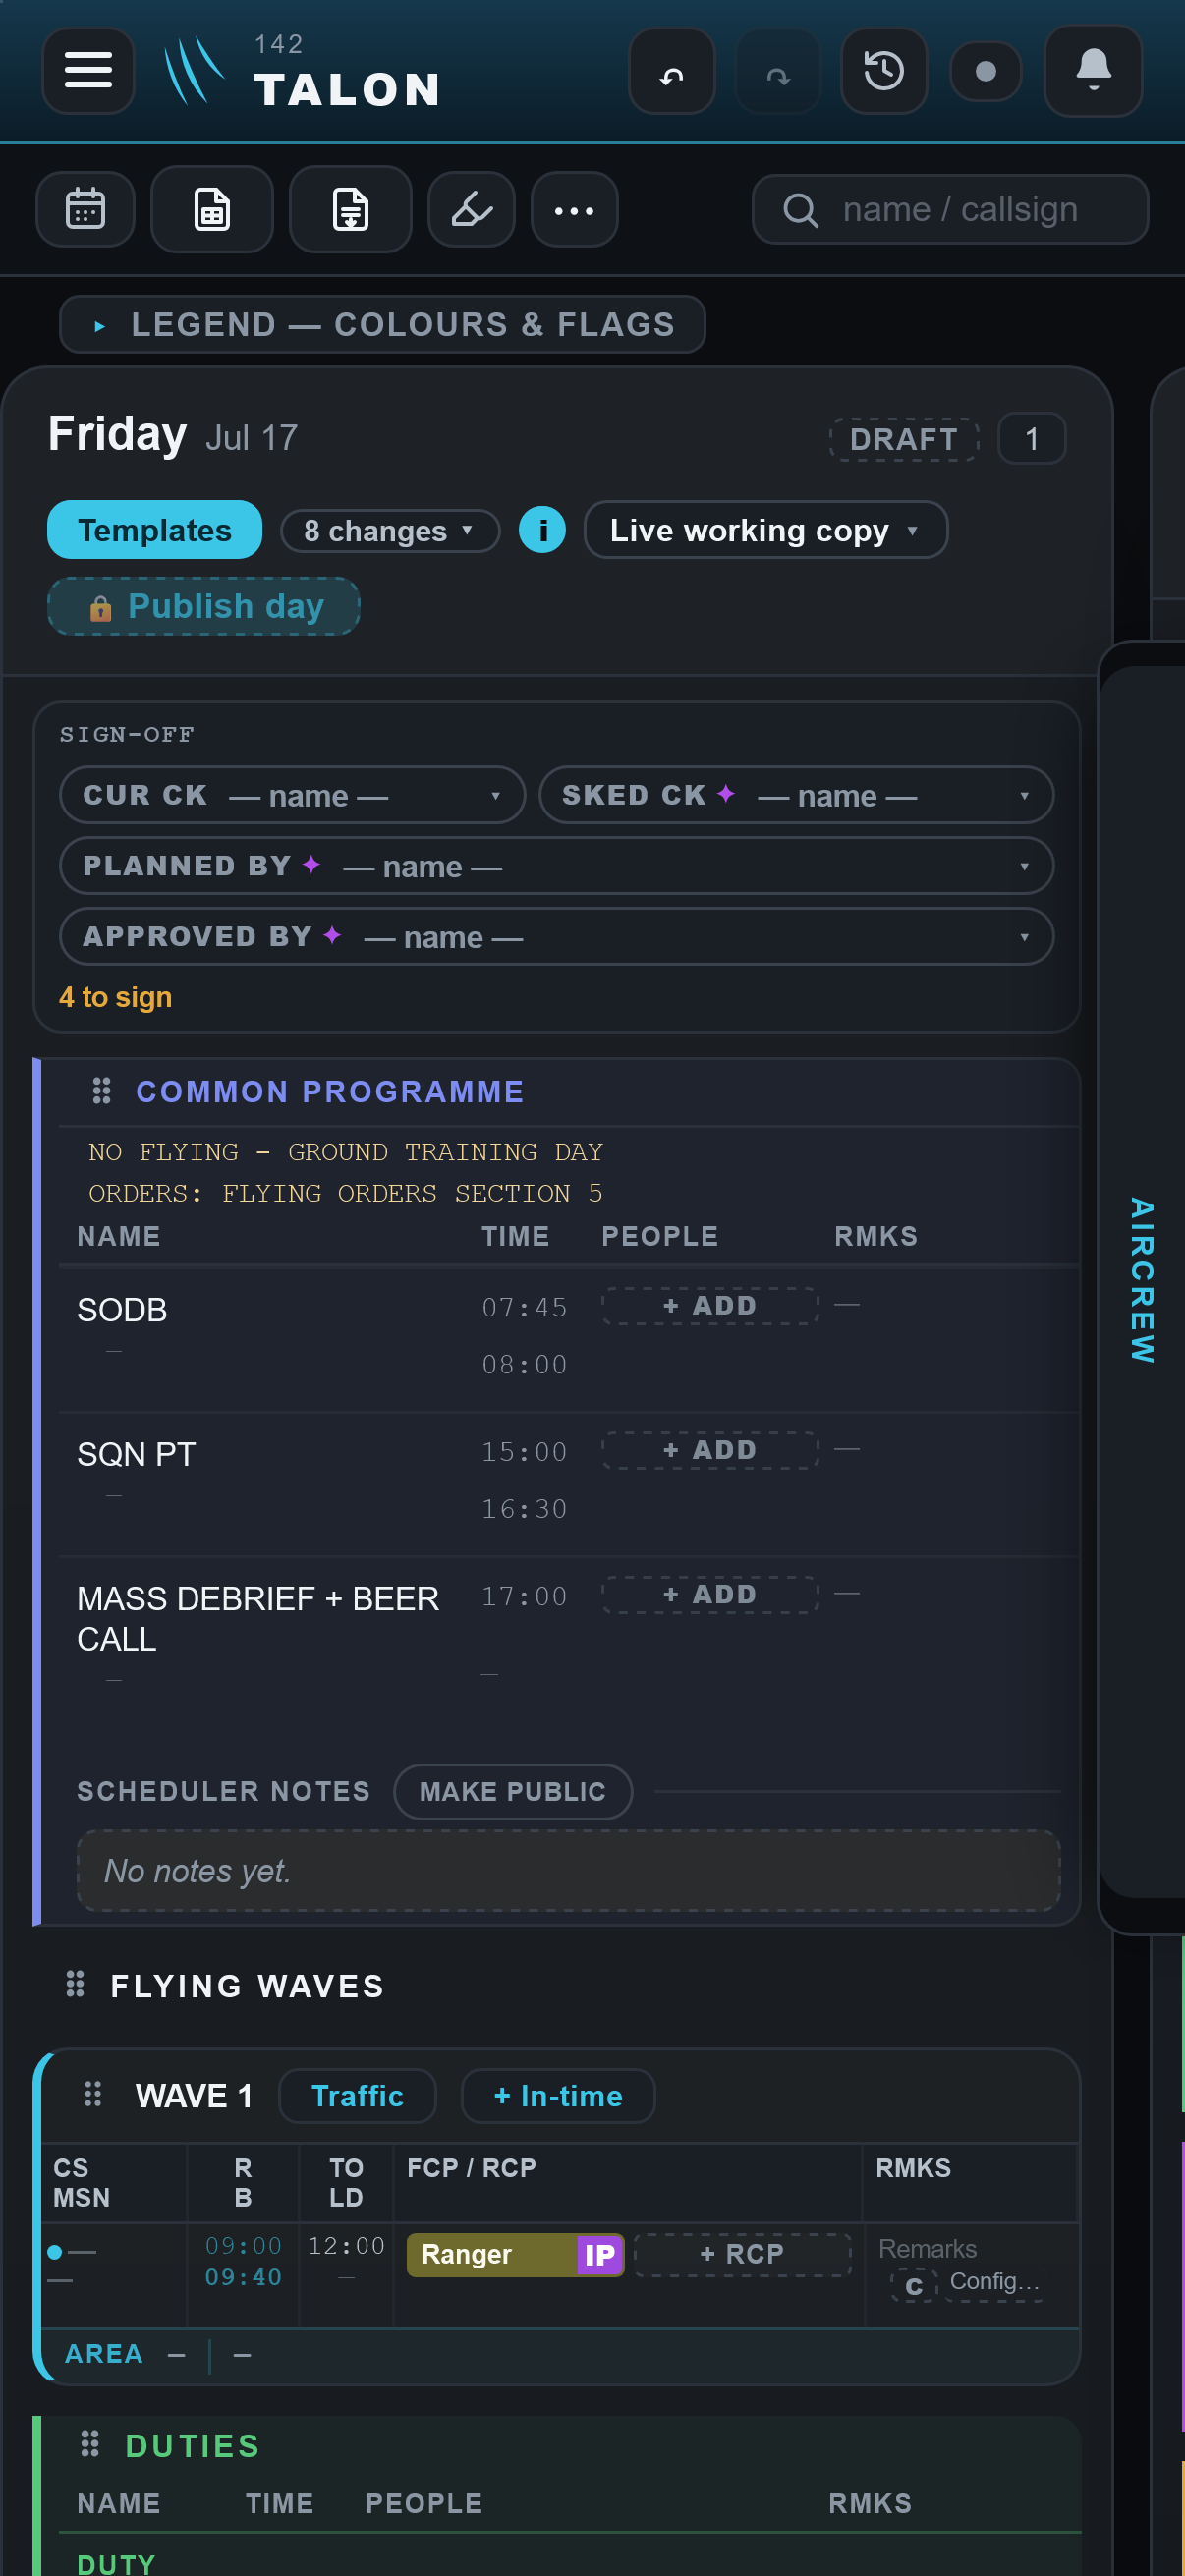 142
TALON
name / callsign
LEGEND — COLOURS & FLAGS
Friday Jul 17 DRAFT 1
Templates 8 changes i Live working copy
Publish day
SIGN-OFF
CUR CK — name — SKED CK — name —
PLANNED BY — name —
APPROVED BY — name —
4 to sign
COMMON PROGRAMME
NO FLYING - GROUND TRAINING DAY
ORDERS: FLYING ORDERS SECTION 5
NAME TIME PEOPLE RMKS
SODB 07:45 + ADD —
— 08:00
SQN PT 15:00 + ADD —
— 16:30
MASS DEBRIEF + BEER 17:00 + ADD —
CALL
— —
SCHEDULER NOTES MAKE PUBLIC
No notes yet.
AIRCREW
FLYING WAVES
WAVE 1 Traffic + In-time
CS R TO FCP / RCP RMKS
MSN B LD
— 09:00 12:00 Ranger IP + RCP Remarks
— 09:40 — C Config…
AREA — —
DUTIES
NAME TIME PEOPLE RMKS
DUTY